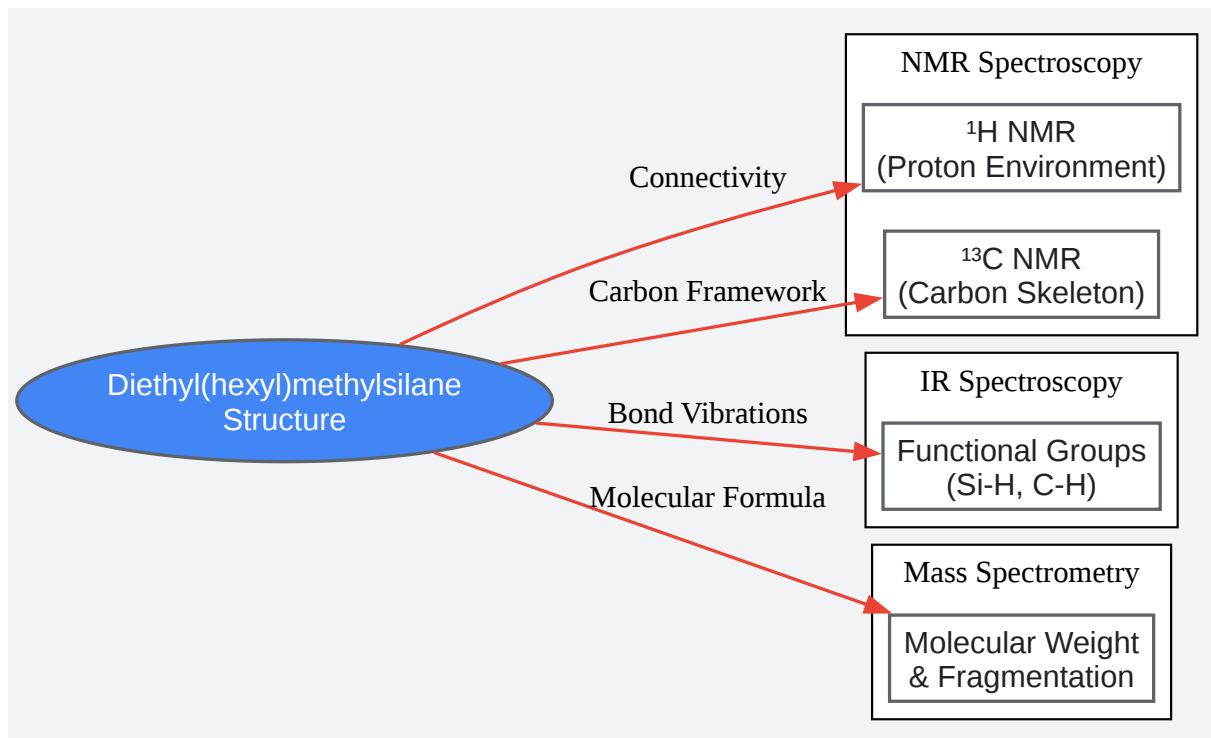 NMR Spectroscopy
¹H NMR
(Proton Environment)
Connectivity
¹³C NMR
(Carbon Skeleton)
Carbon Framework
Diethyl(hexyl)methylsilane
Structure
IR Spectroscopy
Bond Vibrations
Functional Groups
(Si-H, C-H)
Molecular Formula
Mass Spectrometry
Molecular Weight
& Fragmentation